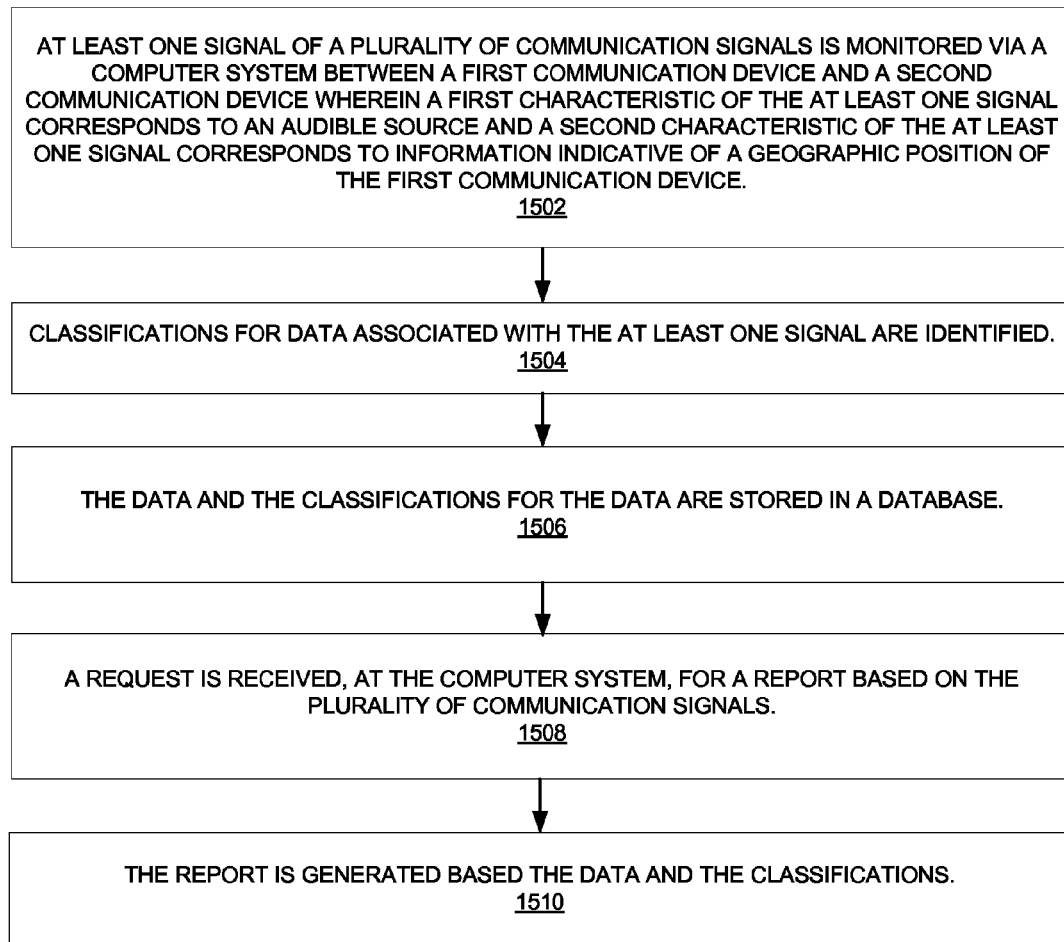 AT LEAST ONE SIGNAL OF A PLURALITY OF COMMUNICATION SIGNALS IS MONITORED VIA A
COMPUTER SYSTEM BETWEEN A FIRST COMMUNICATION DEVICE AND A SECOND
COMMUNICATION DEVICE WHEREIN A FIRST CHARACTERISTIC OF THE AT LEAST ONE SIGNAL
CORRESPONDS TO AN AUDIBLE SOURCE AND A SECOND CHARACTERISTIC OF THE AT LEAST
ONE SIGNAL CORRESPONDS TO INFORMATION INDICATIVE OF A GEOGRAPHIC POSITION OF
THE FIRST COMMUNICATION DEVICE.
1502
CLASSIFICATIONS FOR DATA ASSOCIATED WITH THE AT LEAST ONE SIGNAL ARE IDENTIFIED.
1504
THE DATA AND THE CLASSIFICATIONS FOR THE DATA ARE STORED IN A DATABASE.
1506
A REQUEST IS RECEIVED, AT THE COMPUTER SYSTEM, FOR A REPORT BASED ON THE
PLURALITY OF COMMUNICATION SIGNALS.
1508
THE REPORT IS GENERATED BASED THE DATA AND THE CLASSIFICATIONS.
1510